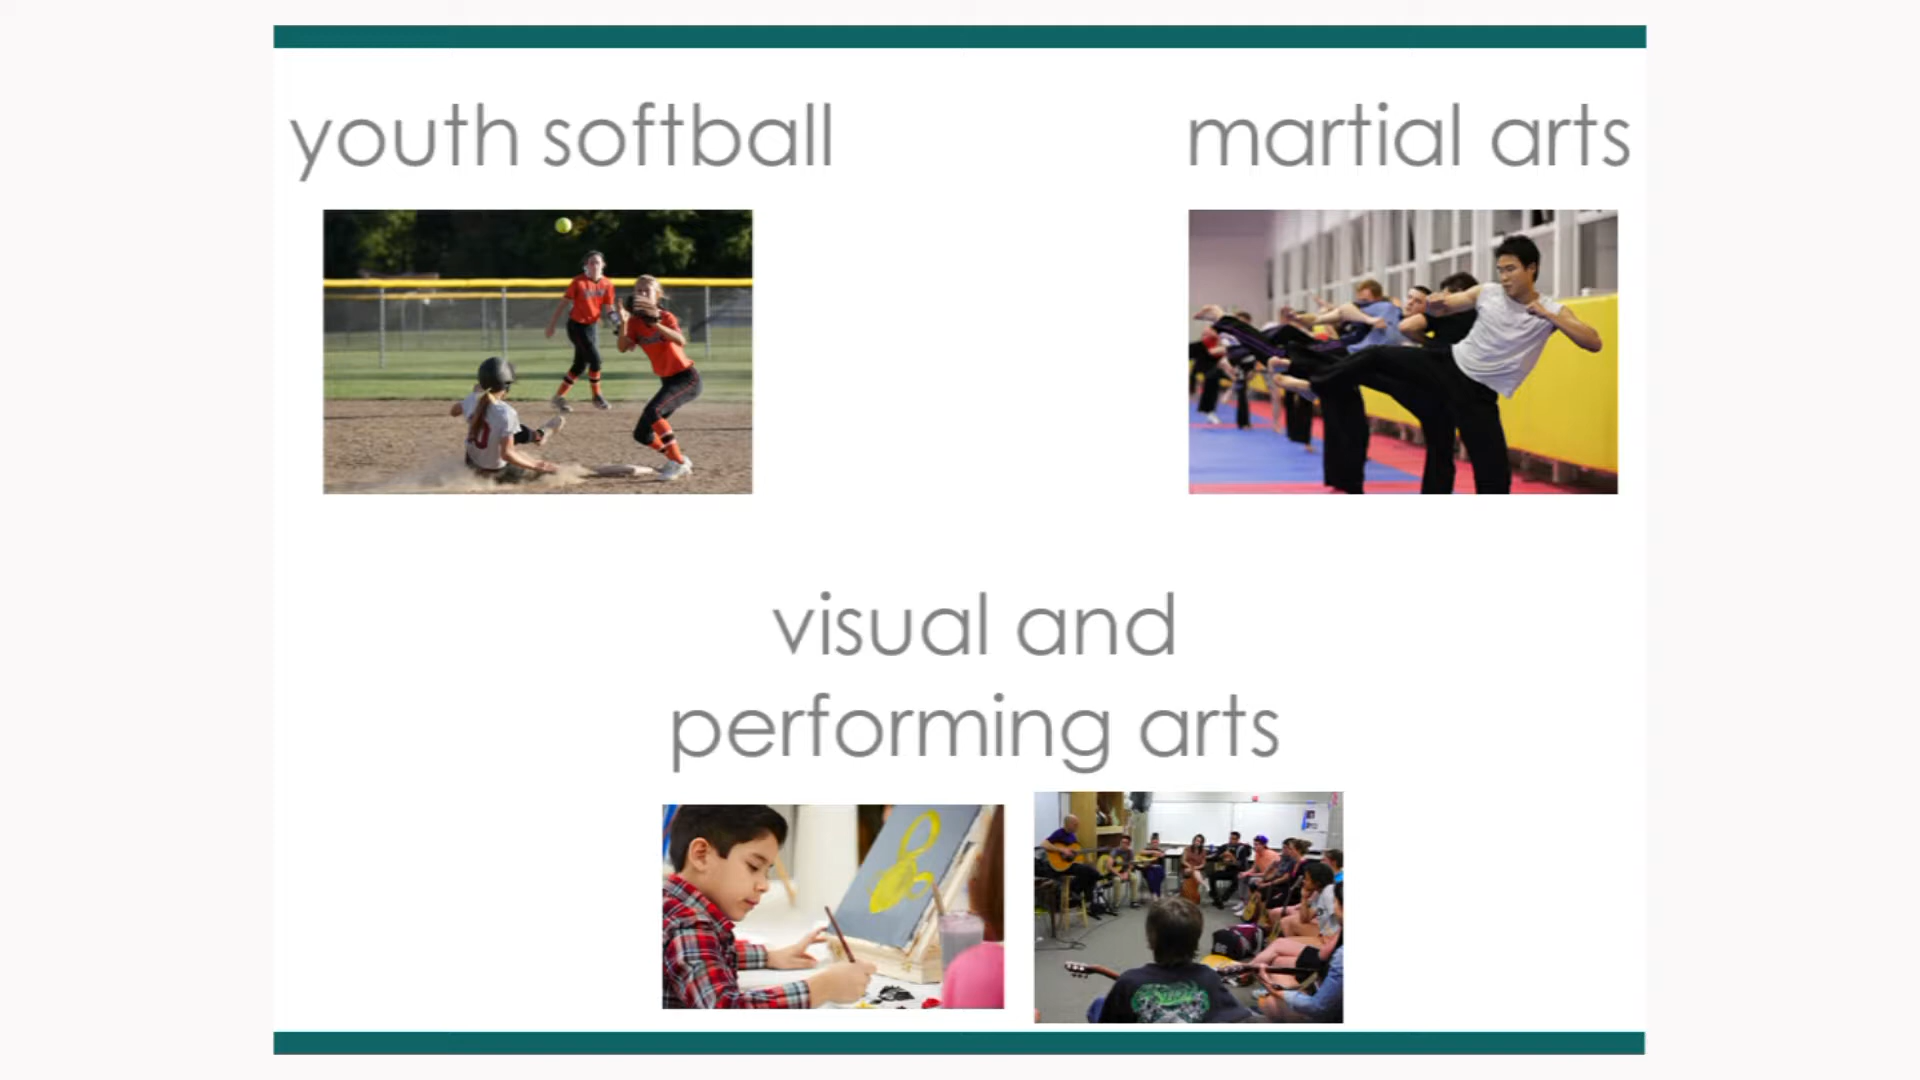 youth softball
martial arts
visual and
performing arts